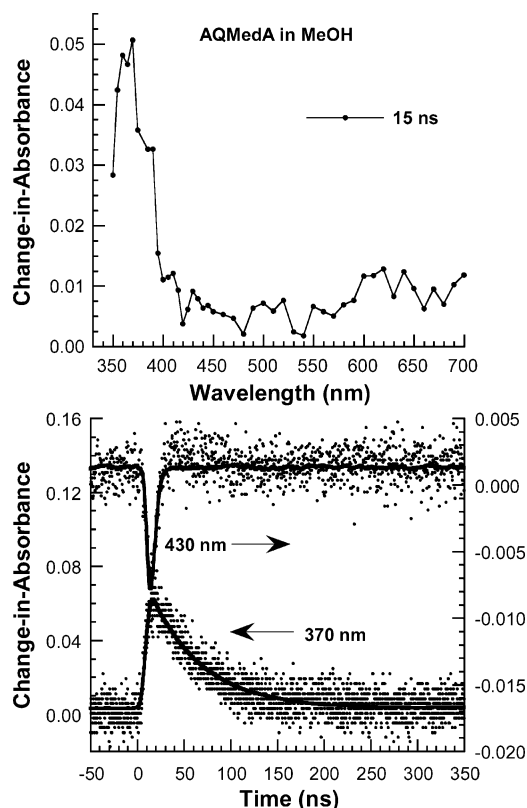 AQMedA in MeOH
15 ns
Change-in-Absorbance
0.05
0.04
0.03
0.02
0.01
0.00
350 400 450 500 550 600 650 700
Wavelength (nm)
Change-in-Absorbance
0.16
0.12
0.08
0.04
0.00
430 nm
370 nm
0.005
0.000
-0.005
-0.010
-0.015
-0.020
-50 0 50 100 150 200 250 300 350
Time (ns)